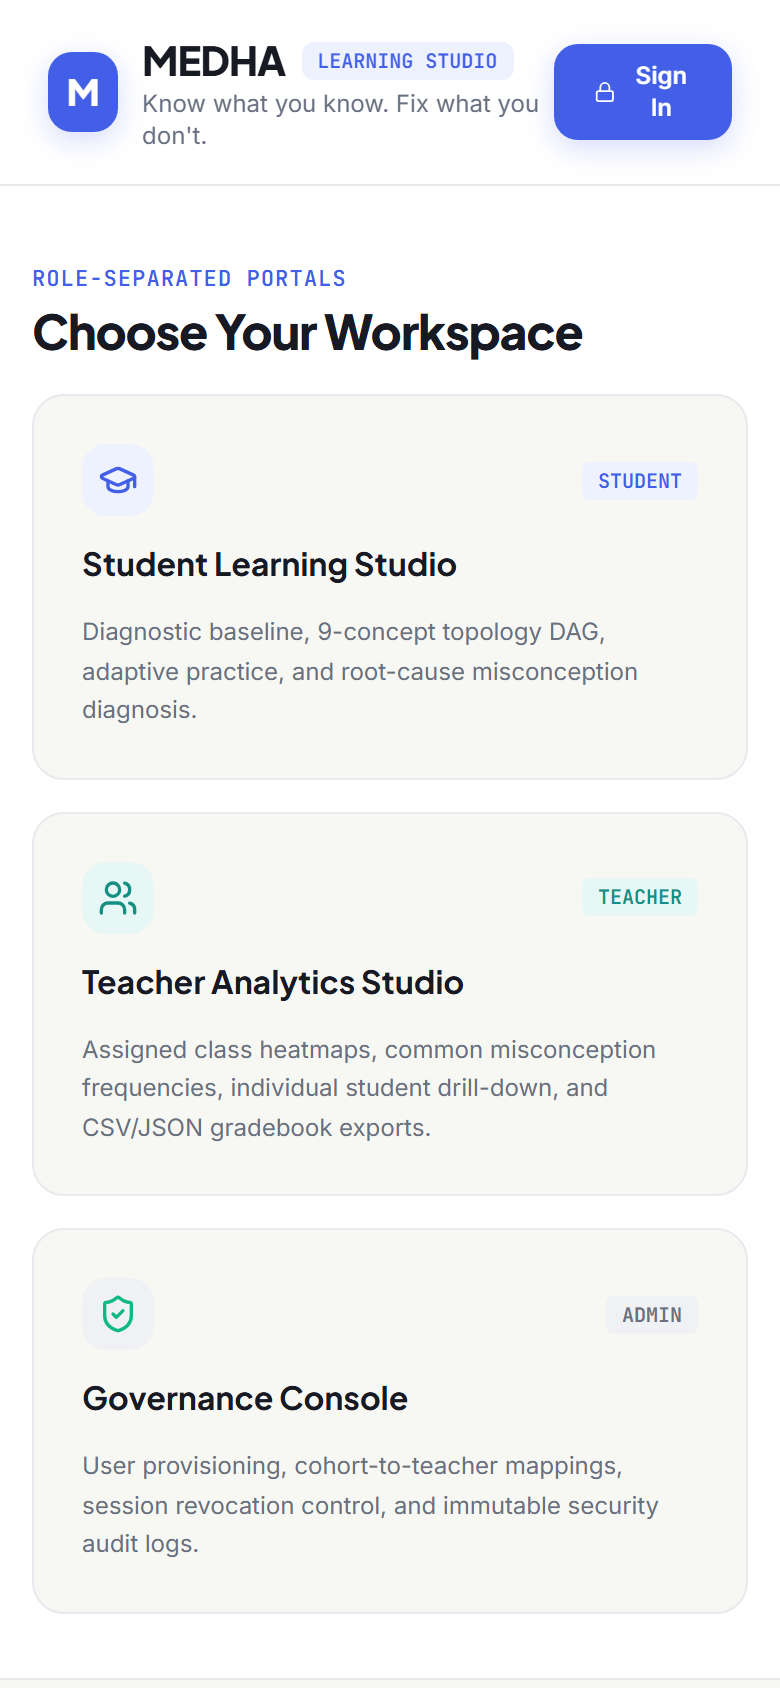 M
MEDHA LEARNING STUDIO
Know what you know. Fix what you
don't.
Sign
In
ROLE-SEPARATED PORTALS
Choose Your Workspace
STUDENT
Student Learning Studio
Diagnostic baseline, 9-concept topology DAG,
adaptive practice, and root-cause misconception
diagnosis.
TEACHER
Teacher Analytics Studio
Assigned class heatmaps, common misconception
frequencies, individual student drill-down, and
CSV/JSON gradebook exports.
ADMIN
Governance Console
User provisioning, cohort-to-teacher mappings,
session revocation control, and immutable security
audit logs.